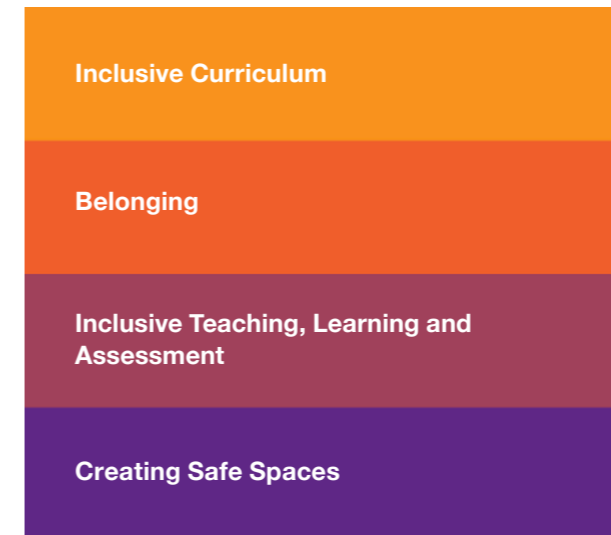 Inclusive Curriculum
Belonging
Inclusive Teaching, Learning and
Assessment
Creating Safe Spaces